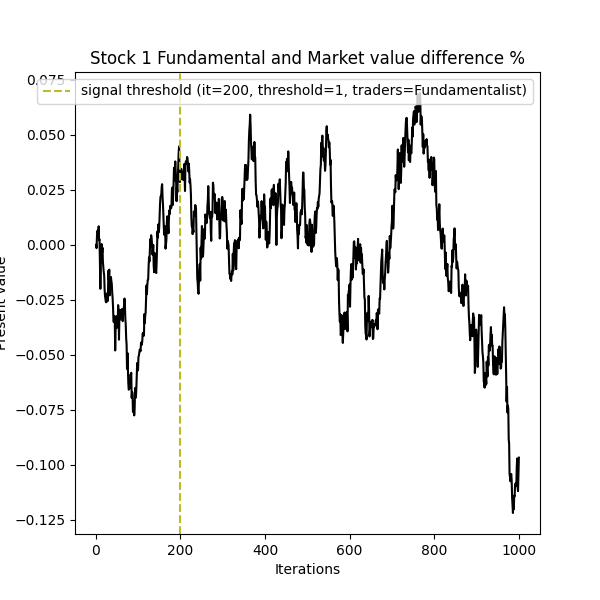 Stock 1 Fundamental and Market value difference %
signal threshold (it=200, threshold=1, traders=Fundamentalist)
0.075
0.050
0.025
0.000
−0.025
−0.050
−0.075
−0.100
−0.125
Present value
0 200 400 600 800 1000
Iterations